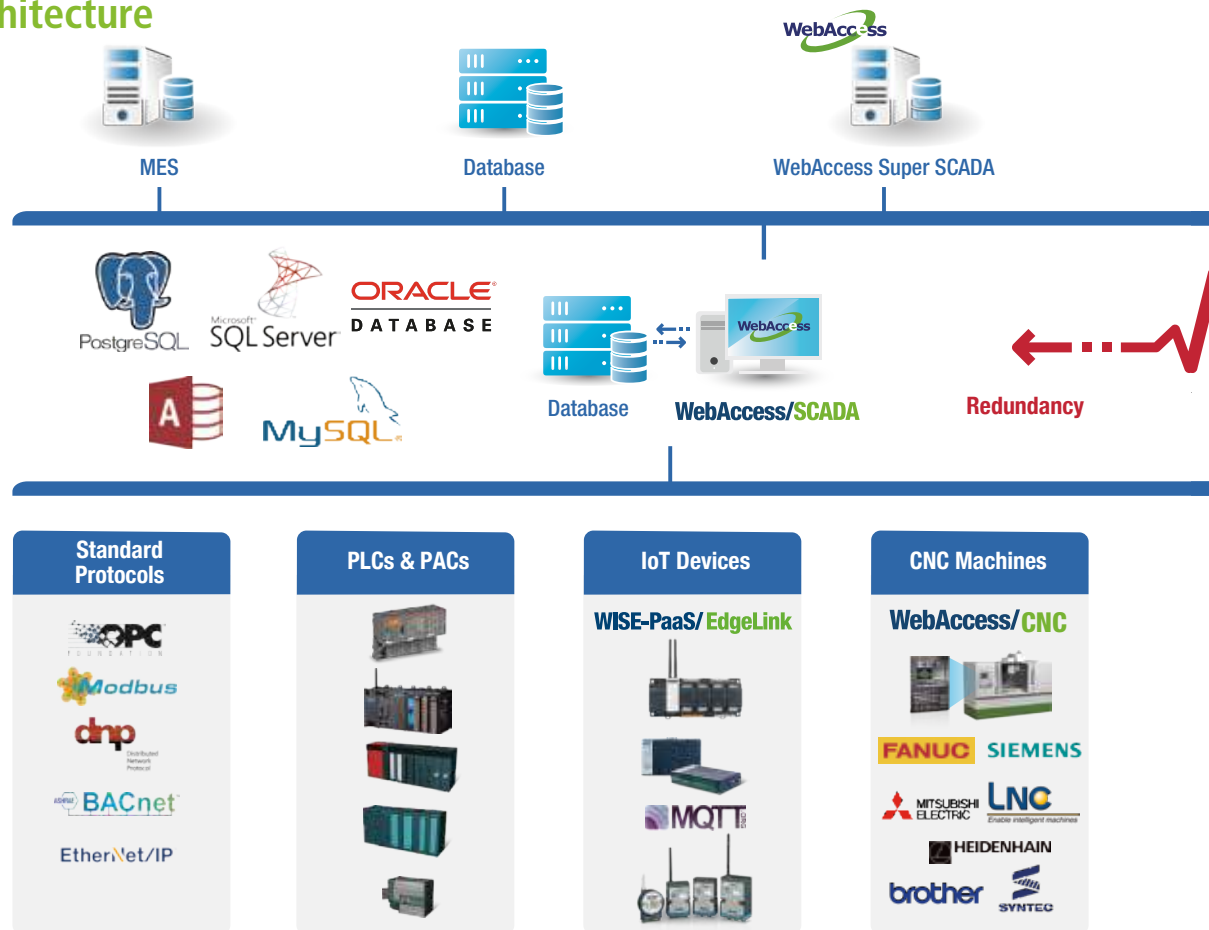 hitecture
WebAccess
MES
Database
WebAccess Super SCADA
PostgreSQL
Microsoft
SQL Server
ORACLE
DATABASE
WebAccess
A
MySQL
Database
WebAccess/SCADA
Redundancy
Standard
Protocols
PLCs & PACs
IoT Devices
CNC Machines
OPC
FOUNDATION
Modbus
dnp
Distributed
Network
Protocol
ASHRAE BACnet
EtherNet/IP
WISE-PaaS/EdgeLink
MQTT.ORG
WebAccess/CNC
FANUC
SIEMENS
MITSUBISHI
ELECTRIC
LNC
Enable intelligent machines
HEIDENHAIN
brother
SYNTEC